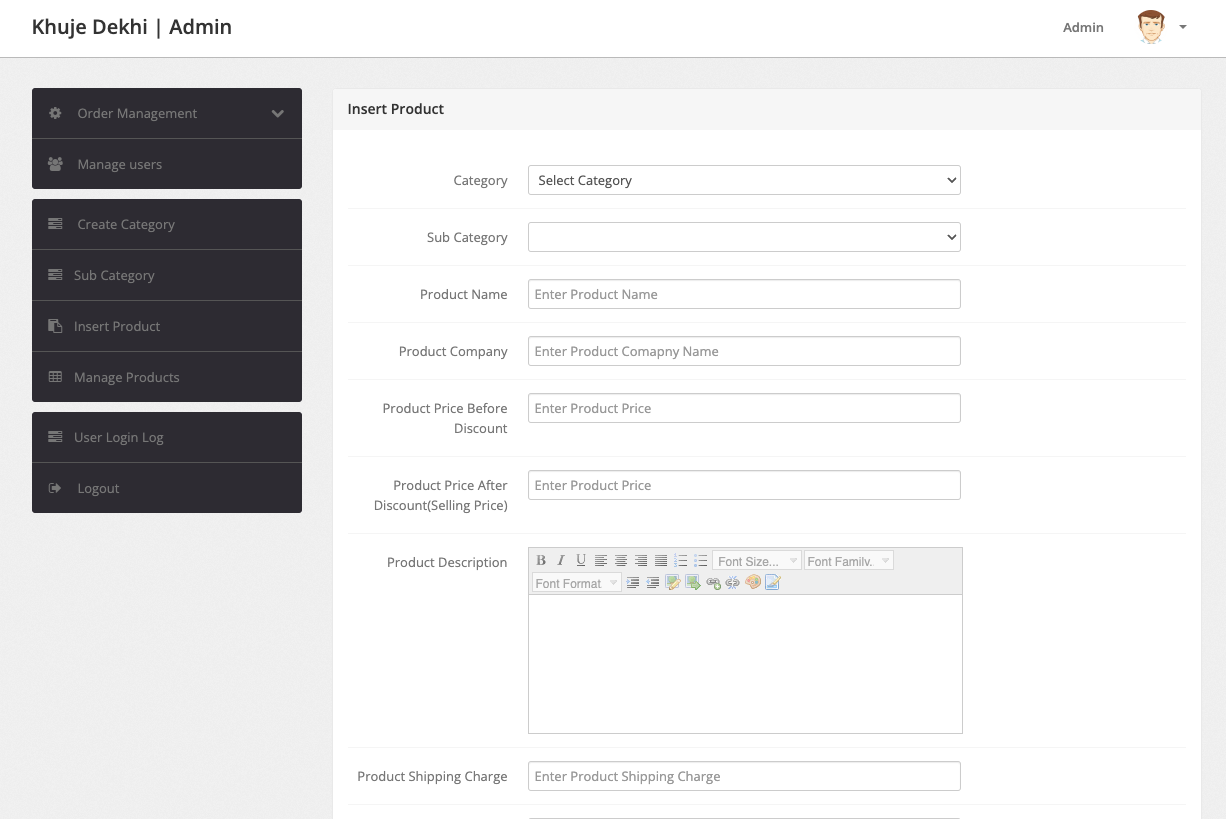 Khuje Dekhi | Admin
Admin
Order Management
Manage users
Create Category
Sub Category
Insert Product
Manage Products
User Login Log
Logout
Insert Product
Category
Select Category
Sub Category
Product Name
Enter Product Name
Product Company
Enter Product Comapny Name
Product Price Before
Discount
Enter Product Price
Product Price After
Discount(Selling Price)
Enter Product Price
Product Description
B I U Font Size... Font Family.
Font Format
Product Shipping Charge
Enter Product Shipping Charge